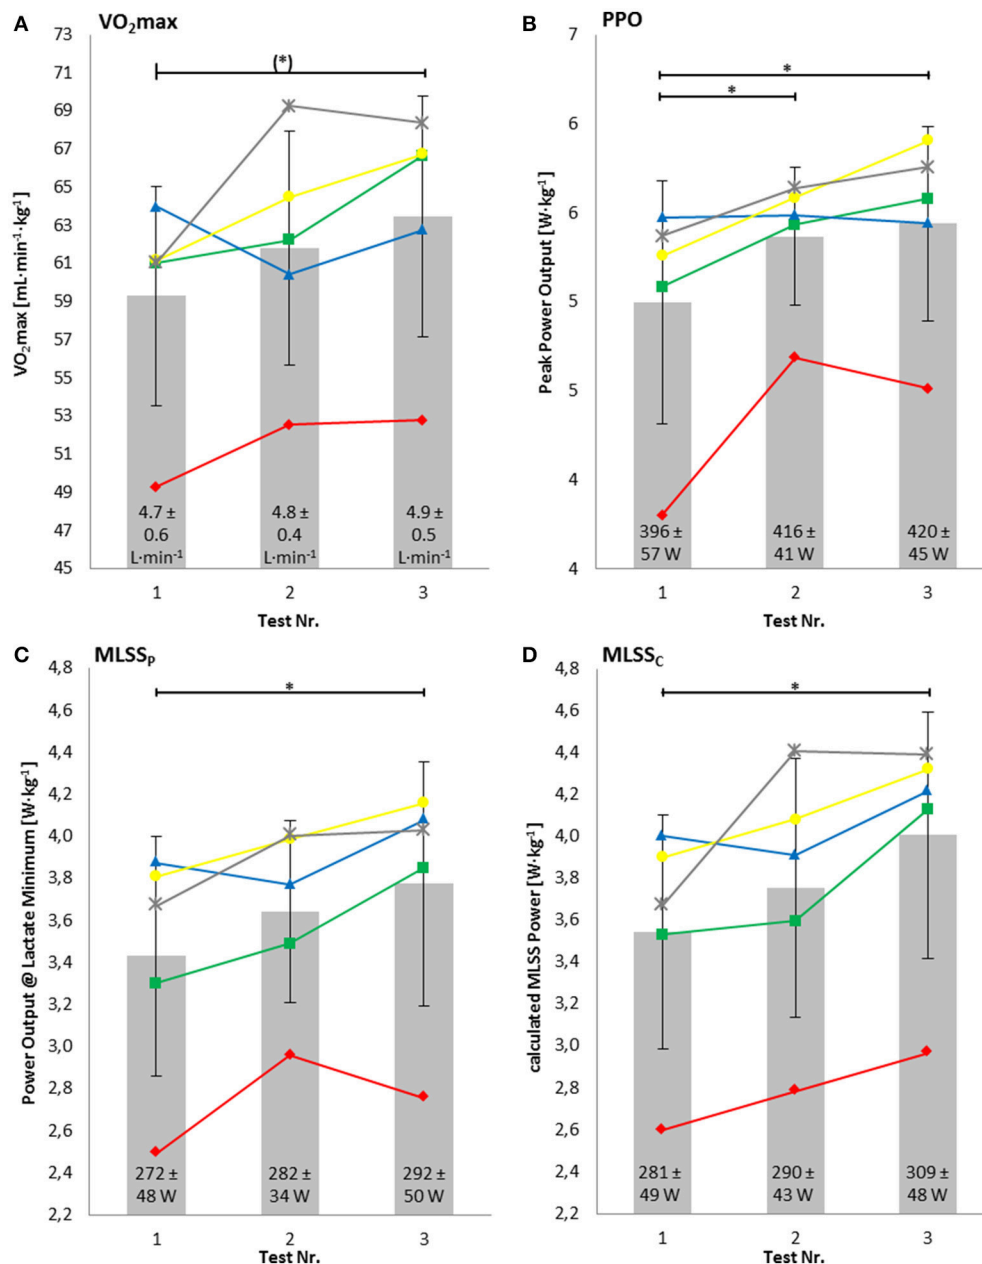 A VO₂max
73
71
69
67
65
63
61
59
57
55
53
51
49
47
45
VO₂max [mL·min⁻¹·kg⁻¹]
(*)
4.7 ±
0.6
L·min⁻¹
4.8 ±
0.4
L·min⁻¹
4.9 ±
0.5
L·min⁻¹
1 2 3
Test Nr.
B PPO
7
6
6
5
5
4
4
Peak Power Output [W·kg⁻¹]
*
*
396 ±
57 W
416 ±
41 W
420 ±
45 W
1 2 3
Test Nr.
C MLSSP
4,8
4,6
4,4
4,2
4,0
3,8
3,6
3,4
3,2
3,0
2,8
2,6
2,4
2,2
Power Output @ Lactate Minimum [W·kg⁻¹]
*
272 ±
48 W
282 ±
34 W
292 ±
50 W
1 2 3
Test Nr.
D MLSSC
4,8
4,6
4,4
4,2
4,0
3,8
3,6
3,4
3,2
3,0
2,8
2,6
2,4
2,2
calculated MLSS Power [W·kg⁻¹]
*
281 ±
49 W
290 ±
43 W
309 ±
48 W
1 2 3
Test Nr.